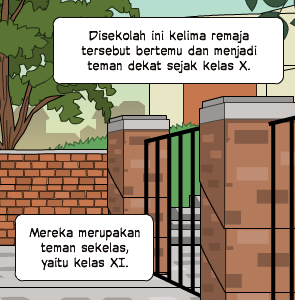 Disekolah ini kelima remaja
tersebut bertemu dan menjadi
teman dekat sejak kelas X.
Mereka merupakan
teman sekelas,
yaitu kelas XI.